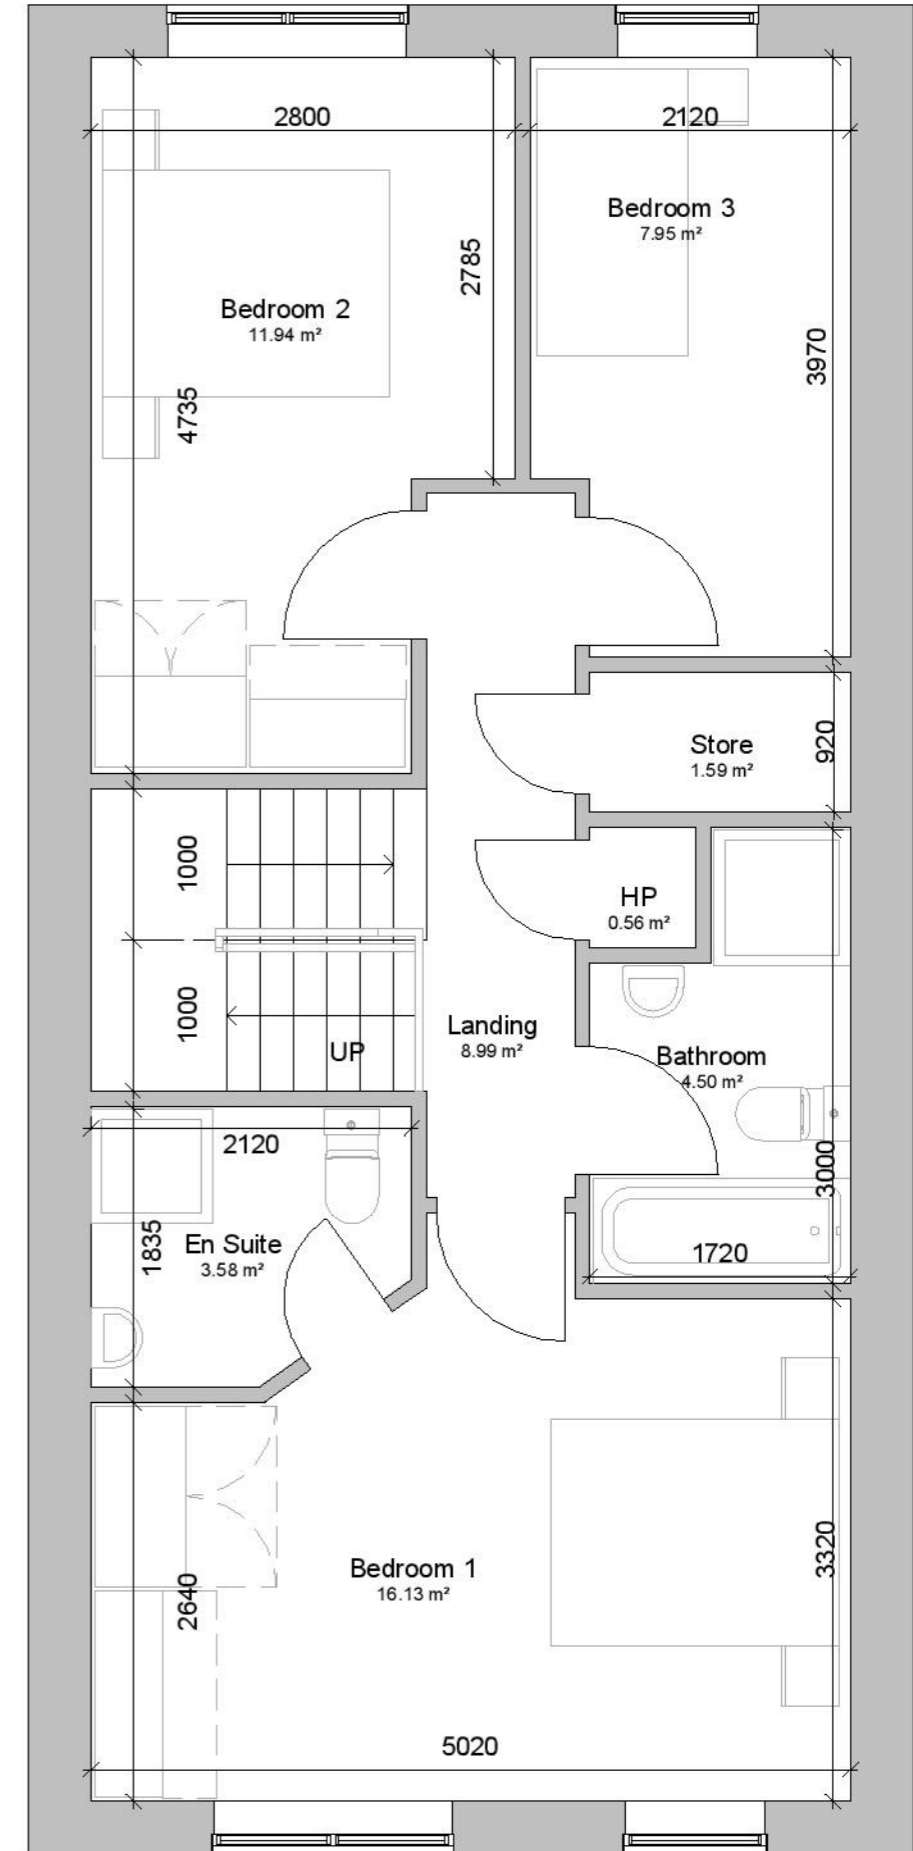 2800
2120
Bedroom 3
7.95 m²
2785
Bedroom 2
11.94 m²
3970
4735
Store
1.59 m²
920
1000
HP
0.56 m²
1000
Landing
8.99 m²
UP
Bathroom
4.50 m²
2120
3000
1835
En Suite
3.58 m²
1720
3320
Bedroom 1
16.13 m²
2640
5020